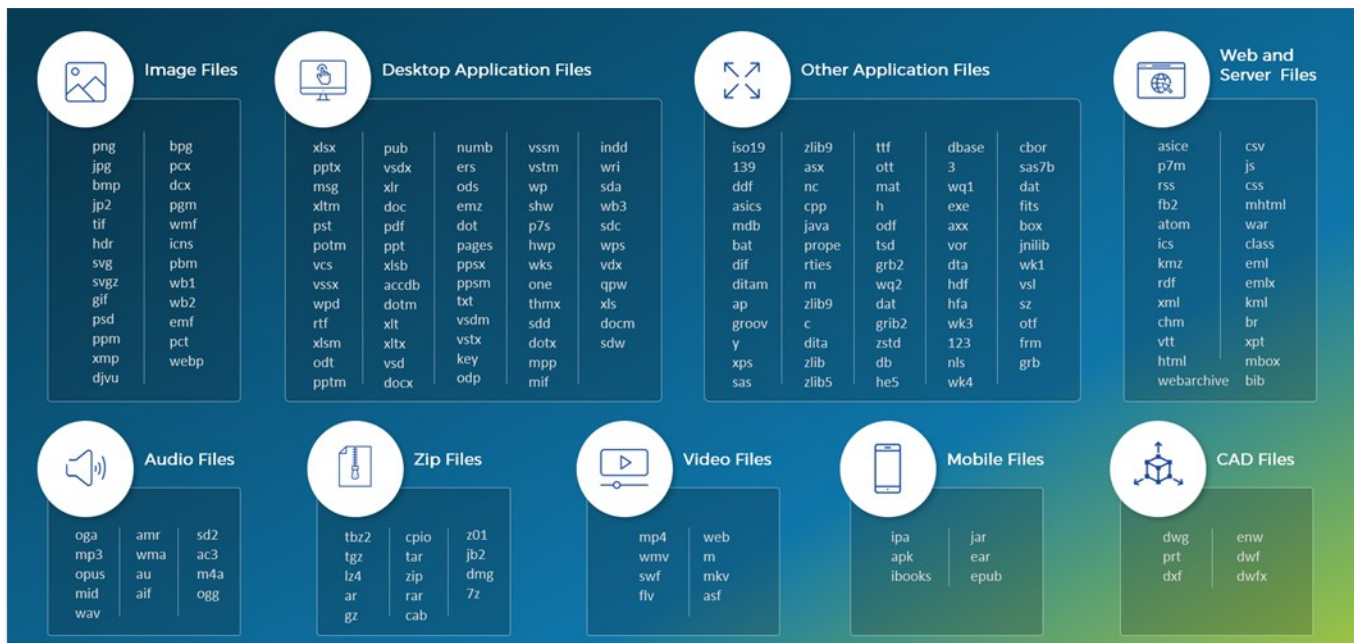 Image Files
png
jpg
bmp
jp2
tif
hdr
svg
svgz
gif
psd
ppm
xmp
djvu
bpg
pcx
dcx
pgm
wmf
icns
pbm
wb1
wb2
emf
pct
webp
Desktop Application Files
xlsx
pptx
msg
xltm
pst
potm
vcs
vssx
wpd
rtf
xlsm
odt
pptm
pub
vsdx
xlr
doc
pdf
ppt
xlsb
accdb
dotm
xlt
xltx
vsd
docx
numb
ers
ods
emz
dot
pages
ppsx
ppsm
txt
vsdm
vstx
key
odp
vssm
vstm
wp
shw
p7s
hwp
wks
one
thmx
sdd
dotx
mpp
mif
indd
wri
sda
wb3
sdc
wps
vdx
qpw
xls
docm
sdw
Other Application Files
iso19
139
ddf
asics
mdb
bat
dif
ditam
ap
groov
y
xps
sas
zlib9
asx
nc
cpp
java
prope
rties
m
zlib9
c
dita
zlib
zlib5
ttf
ott
mat
h
odf
tsd
grb2
wq2
dat
grib2
zstd
db
he5
dbase
3
wq1
exe
axx
vor
dta
hdf
hfa
wk3
123
nls
wk4
cbor
sas7b
dat
fits
box
jnilib
wk1
vsl
sz
otf
frm
grb
Web and
Server Files
asice
p7m
rss
fb2
atom
ics
kmz
rdf
xml
chm
vtt
html
webarchive
csv
js
css
mhtml
war
class
eml
emlx
kml
br
xpt
mbox
bib
Audio Files
oga
mp3
opus
mid
wav
amr
wma
au
aif
sd2
ac3
m4a
ogg
Zip Files
tbz2
tgz
lz4
ar
gz
cpio
tar
zip
rar
cab
z01
jb2
dmg
7z
Video Files
mp4
wmv
swf
flv
web
m
mkv
asf
Mobile Files
ipa
apk
ibooks
jar
ear
epub
CAD Files
dwg
prt
dxf
enw
dwf
dwfx